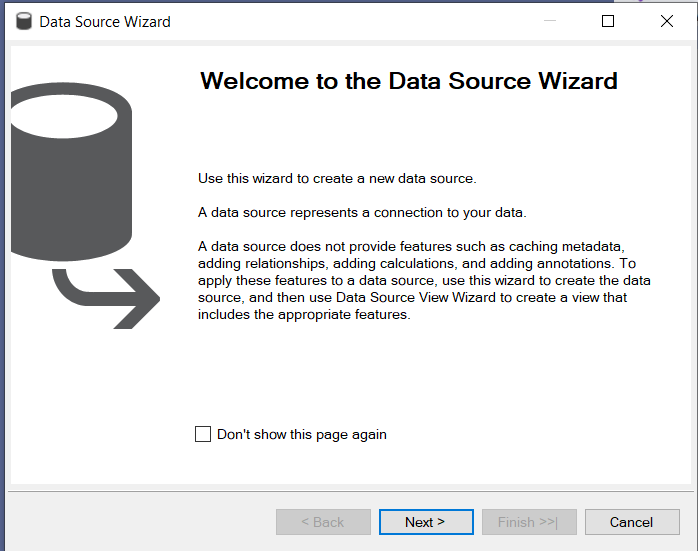 Data Source Wizard
Welcome to the Data Source Wizard
Use this wizard to create a new data source.
A data source represents a connection to your data.
A data source does not provide features such as caching metadata,
adding relationships, adding calculations, and adding annotations. To
apply these features to a data source, use this wizard to create the data
source, and then use Data Source View Wizard to create a view that
includes the appropriate features.
Don't show this page again
< Back
Next >
Finish >>|
Cancel